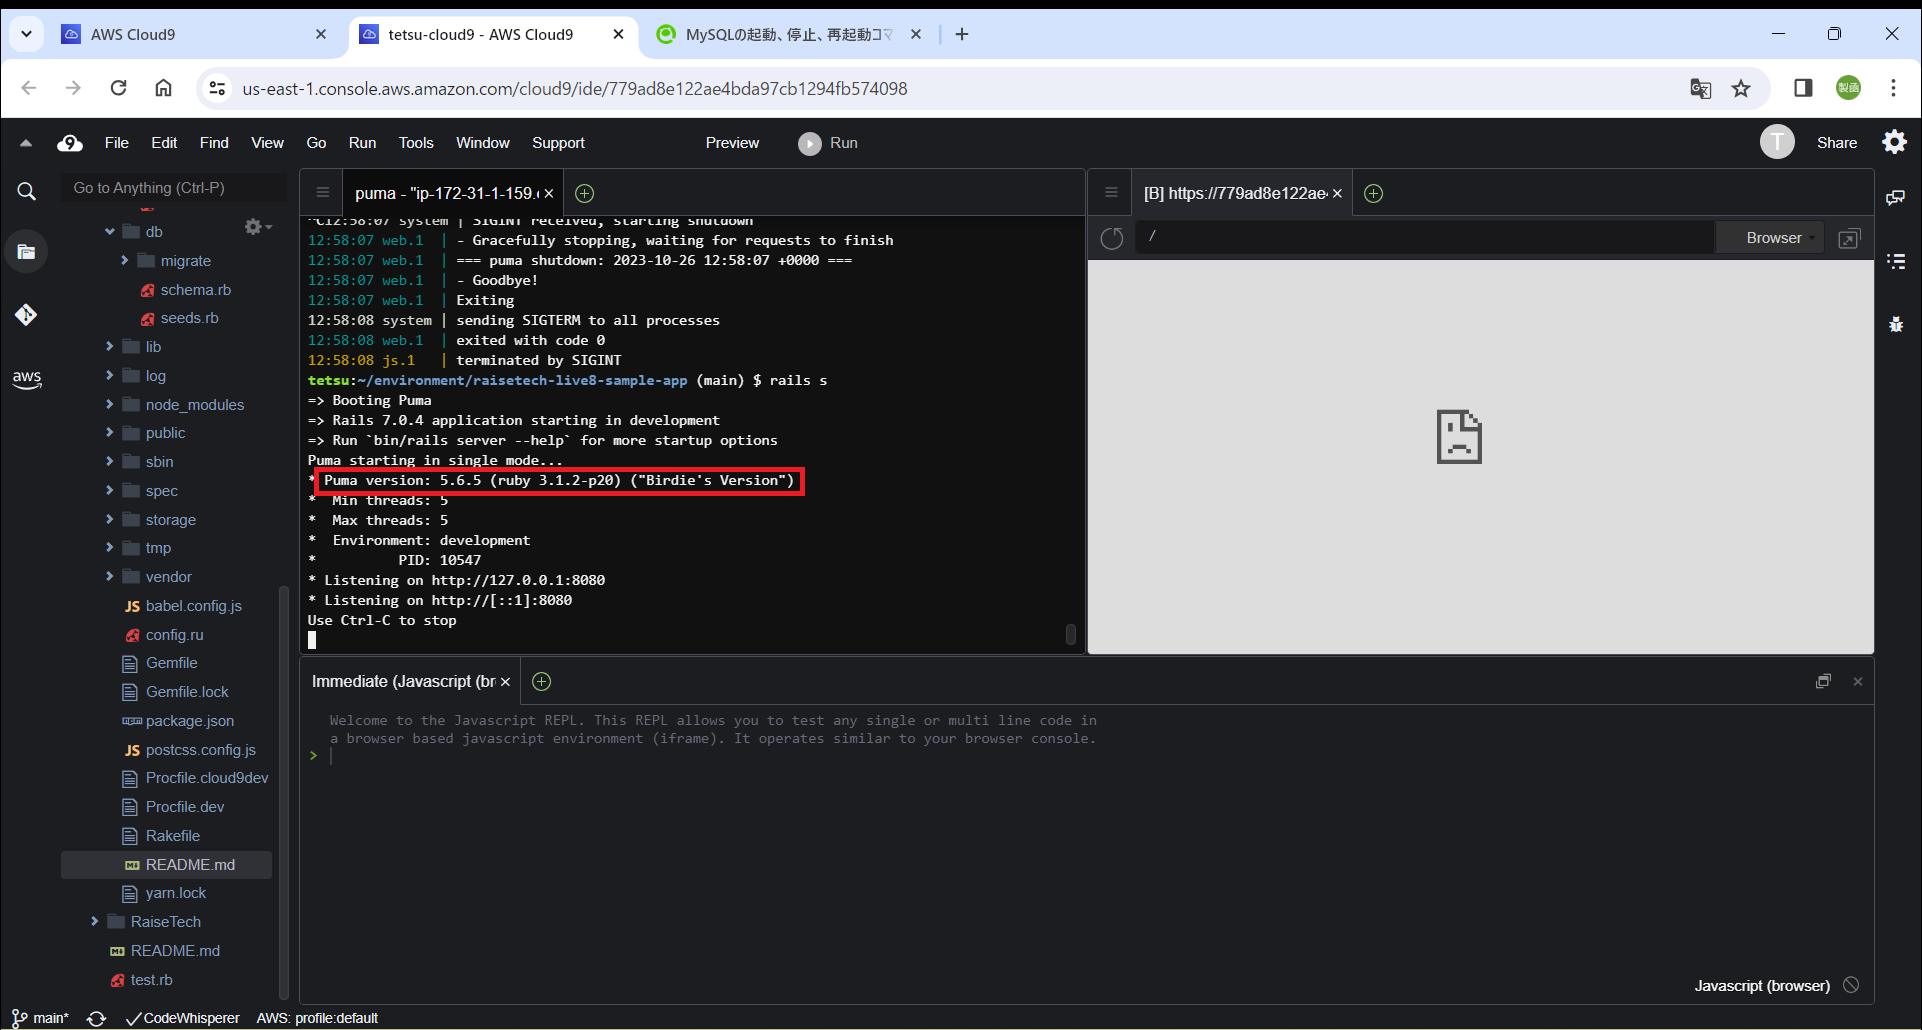 AWS Cloud9
tetsu-cloud9 - AWS Cloud9
MySQLの起動、停止、再起動コマ
us-east-1.console.aws.amazon.com/cloud9/ide/779ad8e122ae4bda97cb1294fb574098
製函
9 File Edit Find View Go Run Tools Window Support Preview Run T Share
Go to Anything (Ctrl-P)
db
migrate
schema.rb
seeds.rb
lib
log
node_modules
public
sbin
spec
storage
tmp
vendor
JS babel.config.js
config.ru
Gemfile
Gemfile.lock
package.json
JS postcss.config.js
Procfile.cloud9dev
Procfile.dev
Rakefile
README.md
yarn.lock
RaiseTech
README.md
test.rb
aws
puma - "ip-172-31-1-159.
^C12:58:07 system | SIGINT received, starting shutdown
12:58:07 web.1 | - Gracefully stopping, waiting for requests to finish
12:58:07 web.1 | === puma shutdown: 2023-10-26 12:58:07 +0000 ===
12:58:07 web.1 | - Goodbye!
12:58:07 web.1 | Exiting
12:58:08 system | sending SIGTERM to all processes
12:58:08 web.1 | exited with code 0
12:58:08 js.1 | terminated by SIGINT
tetsu:~/environment/raisetech-live8-sample-app (main) $ rails s
=> Booting Puma
=> Rails 7.0.4 application starting in development
=> Run `bin/rails server --help` for more startup options
Puma starting in single mode...
* Puma version: 5.6.5 (ruby 3.1.2-p20) ("Birdie's Version")
* Min threads: 5
* Max threads: 5
* Environment: development
* PID: 10547
* Listening on http://127.0.0.1:8080
* Listening on http://[::1]:8080
Use Ctrl-C to stop
[B] https://779ad8e122ae
/
Browser
Immediate (Javascript (br
Welcome to the Javascript REPL. This REPL allows you to test any single or multi line code in
a browser based javascript environment (iframe). It operates similar to your browser console.
>
Javascript (browser)
main* CodeWhisperer AWS: profile:default